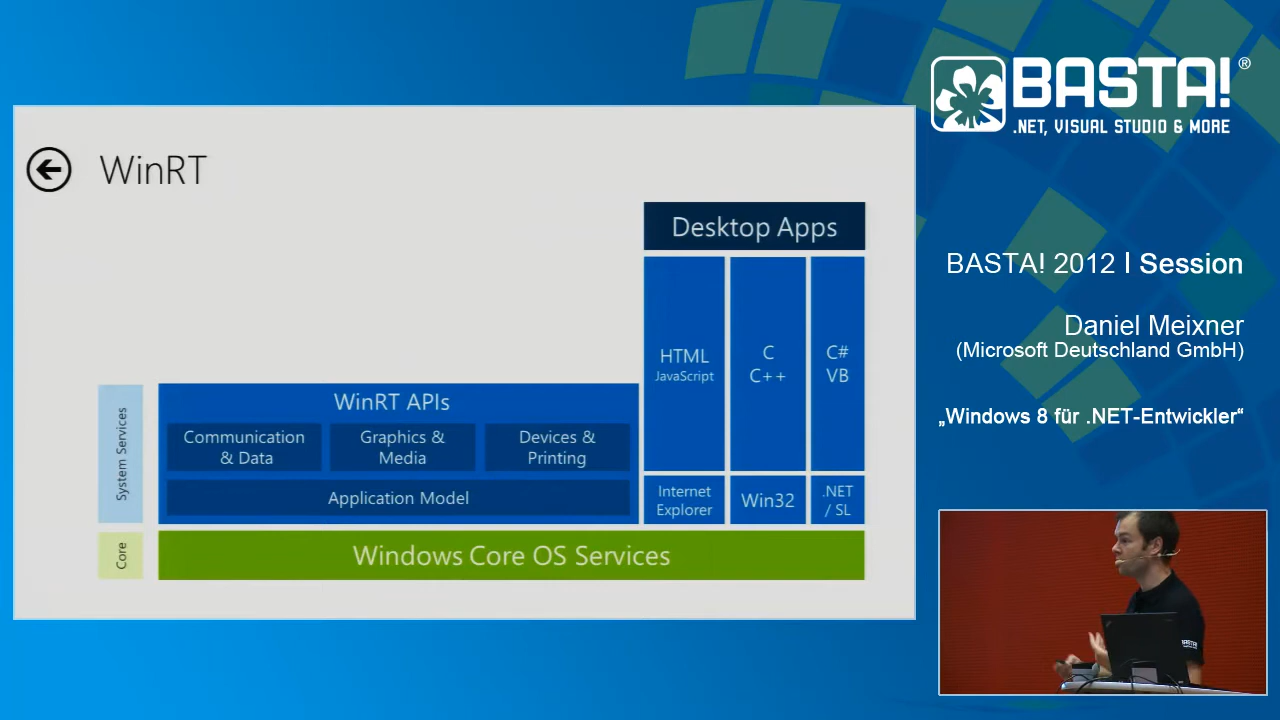 BASTA!®
.NET, VISUAL STUDIO & MORE
WinRT
Desktop Apps
HTML
JavaScript
C
C++
C#
VB
System Services
WinRT APIs
Communication
& Data
Graphics &
Media
Devices &
Printing
Application Model
Internet
Explorer
Win32
.NET
/ SL
Core
Windows Core OS Services
BASTA! 2012 I Session
Daniel Meixner
(Microsoft Deutschland GmbH)
„Windows 8 für .NET-Entwickler“
BASTA!